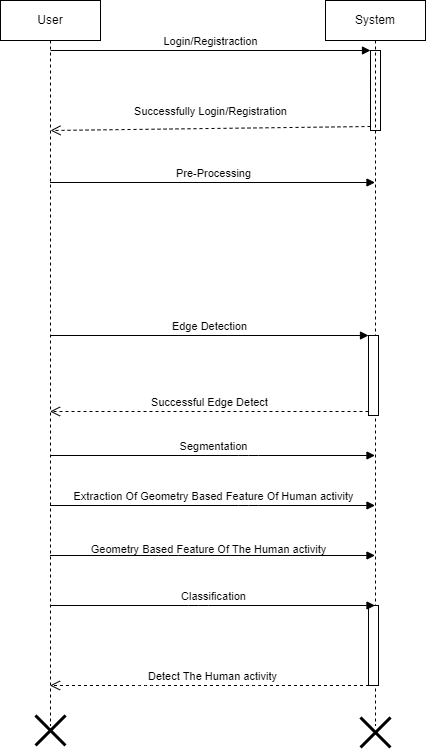 User
System
Login/Registraction
Successfully Login/Registration
Pre-Processing
Edge Detection
Successful Edge Detect
Segmentation
Extraction Of Geometry Based Feature Of Human activity
Geometry Based Feature Of The Human activity
Classification
Detect The Human activity